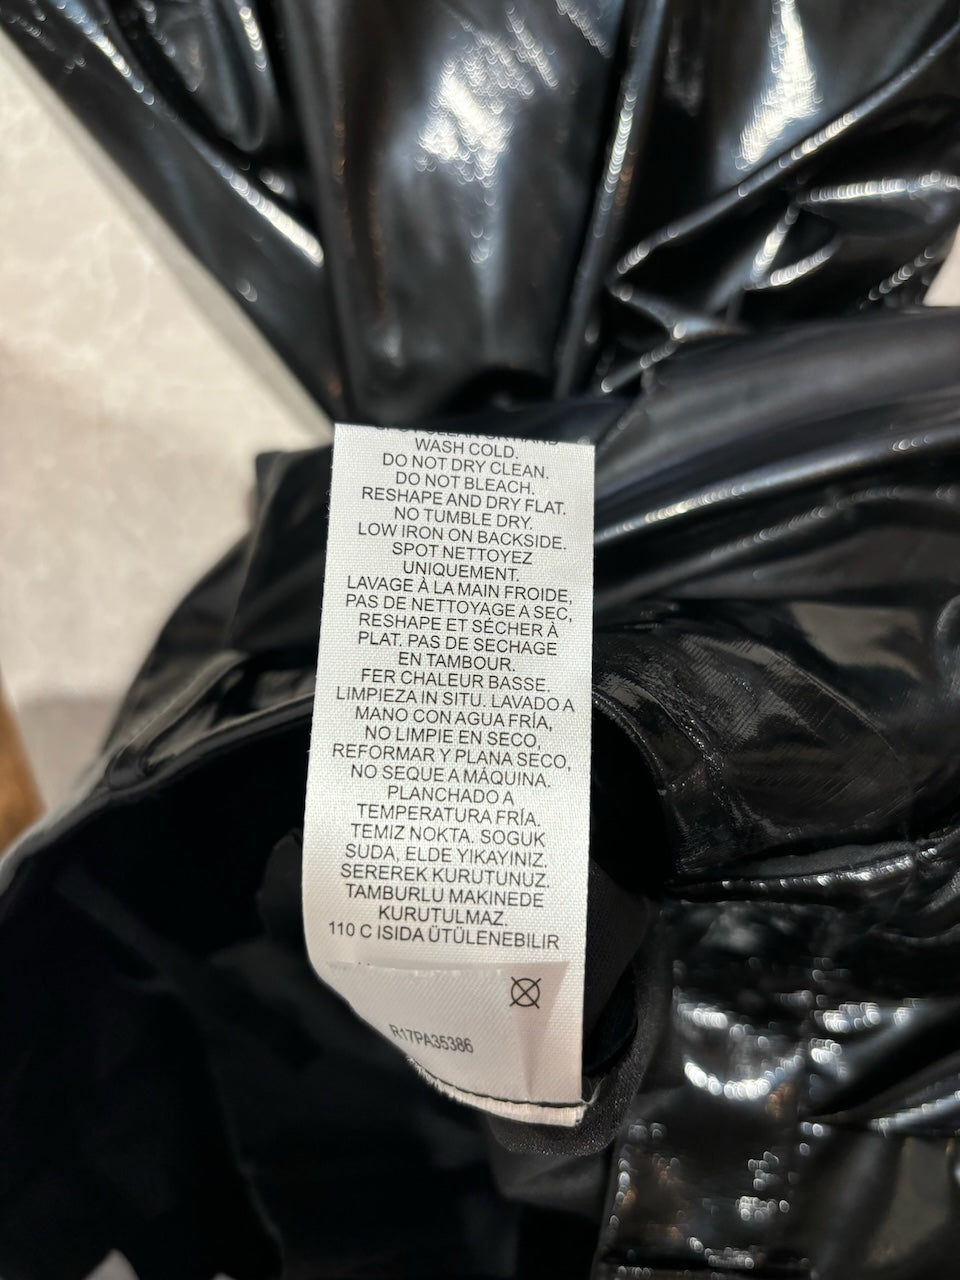 SPOT CLEAN OR HAND
WASH COLD.
DO NOT DRY CLEAN.
DO NOT BLEACH.
RESHAPE AND DRY FLAT.
NO TUMBLE DRY.
LOW IRON ON BACKSIDE.
SPOT NETTOYEZ
UNIQUEMENT.
LAVAGE À LA MAIN FROIDE,
PAS DE NETTOYAGE A SEC,
RESHAPE ET SÉCHER À
PLAT. PAS DE SECHAGE
EN TAMBOUR.
FER CHALEUR BASSE.
LIMPIEZA IN SITU. LAVADO A
MANO CON AGUA FRÍA,
NO LIMPIE EN SECO,
REFORMAR Y PLANA SECO,
NO SEQUE A MÁQUINA.
PLANCHADO A
TEMPERATURA FRÍA.
TEMIZ NOKTA. SOGUK
SUDA, ELDE YIKAYINIZ.
SEREREK KURUTUNUZ.
TAMBURLU MAKINEDE
KURUTULMAZ.
110 C ISIDA ÜTÜLENEBILIR
R17PA35386